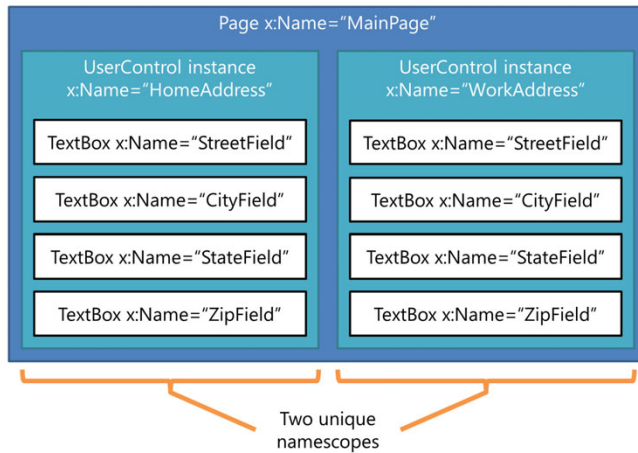 Page x:Name=“MainPage”
UserControl instance
x:Name=“HomeAddress”
TextBox x:Name=“StreetField”
TextBox x:Name=“CityField”
TextBox x:Name=“StateField”
TextBox x:Name=“ZipField”
UserControl instance
x:Name=“WorkAddress”
TextBox x:Name=“StreetField”
TextBox x:Name=“CityField”
TextBox x:Name=“StateField”
TextBox x:Name=“ZipField”
Two unique
namescopes